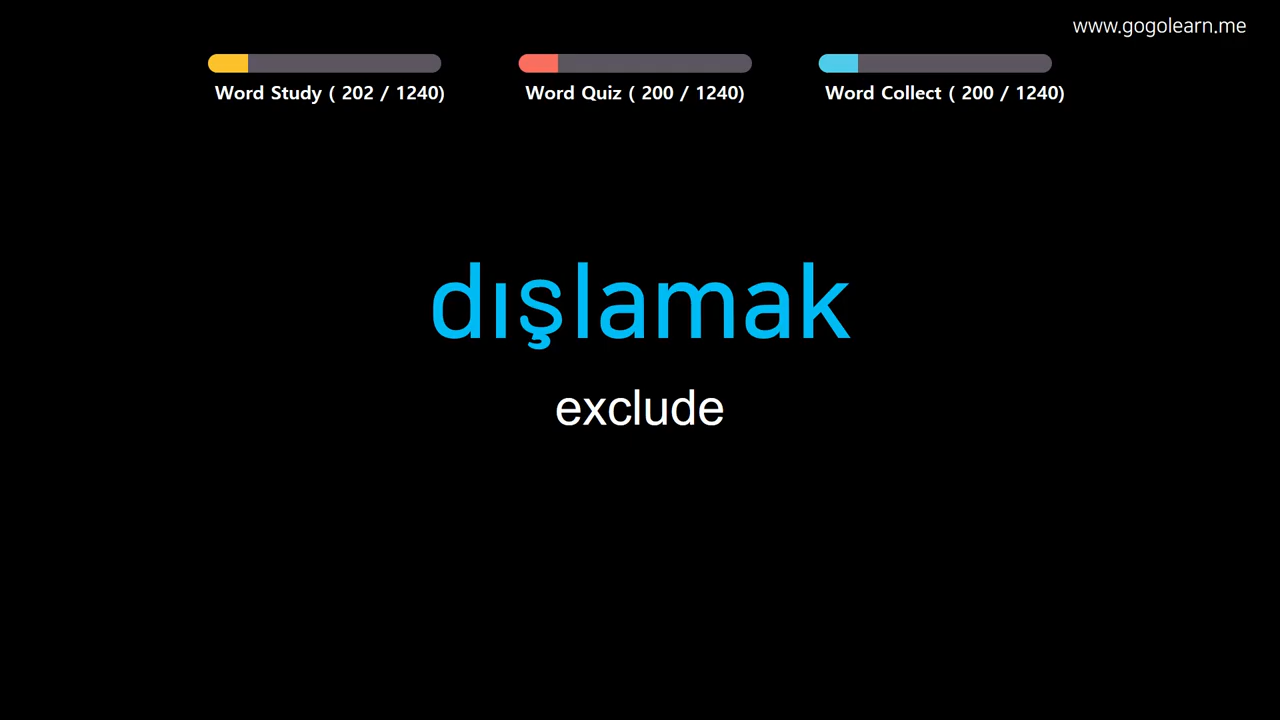 www.gogolearn.me
Word Study ( 202 / 1240)
Word Quiz ( 200 / 1240)
Word Collect ( 200 / 1240)
dışlamak
exclude